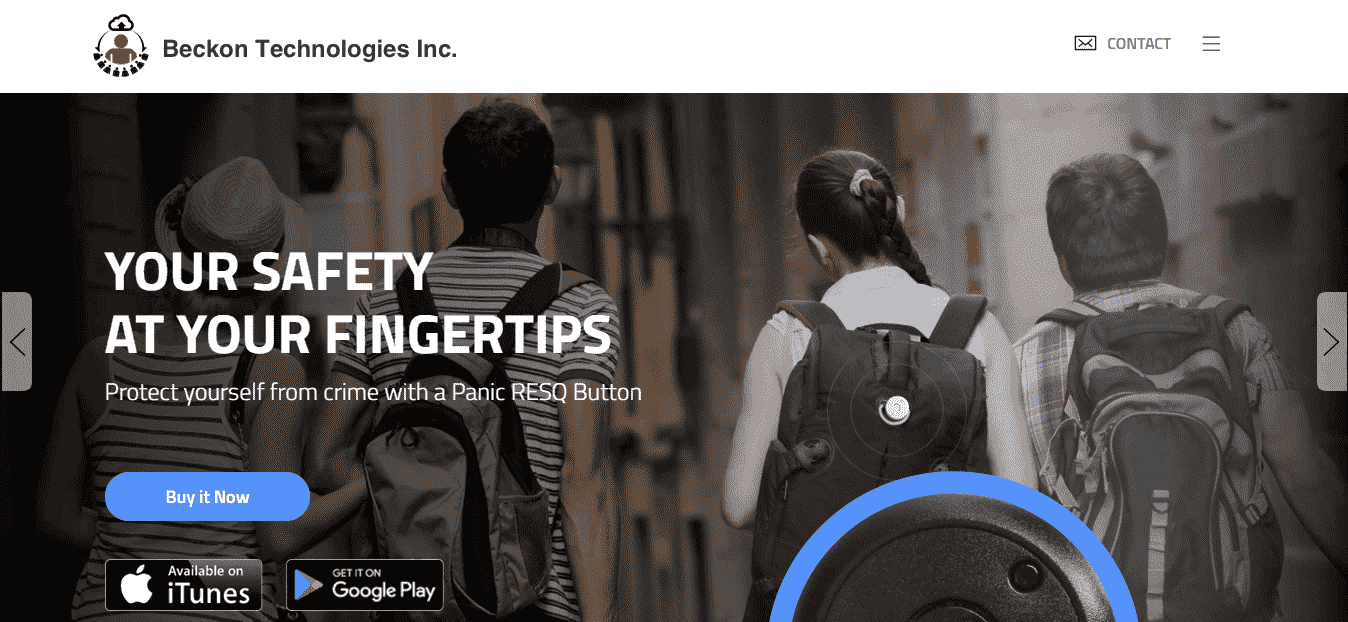 Beckon Technologies Inc.
CONTACT
YOUR SAFETY
AT YOUR FINGERTIPS
Protect yourself from crime with a Panic RESQ Button
Buy it Now
Available on
iTunes
GET IT ON
Google Play